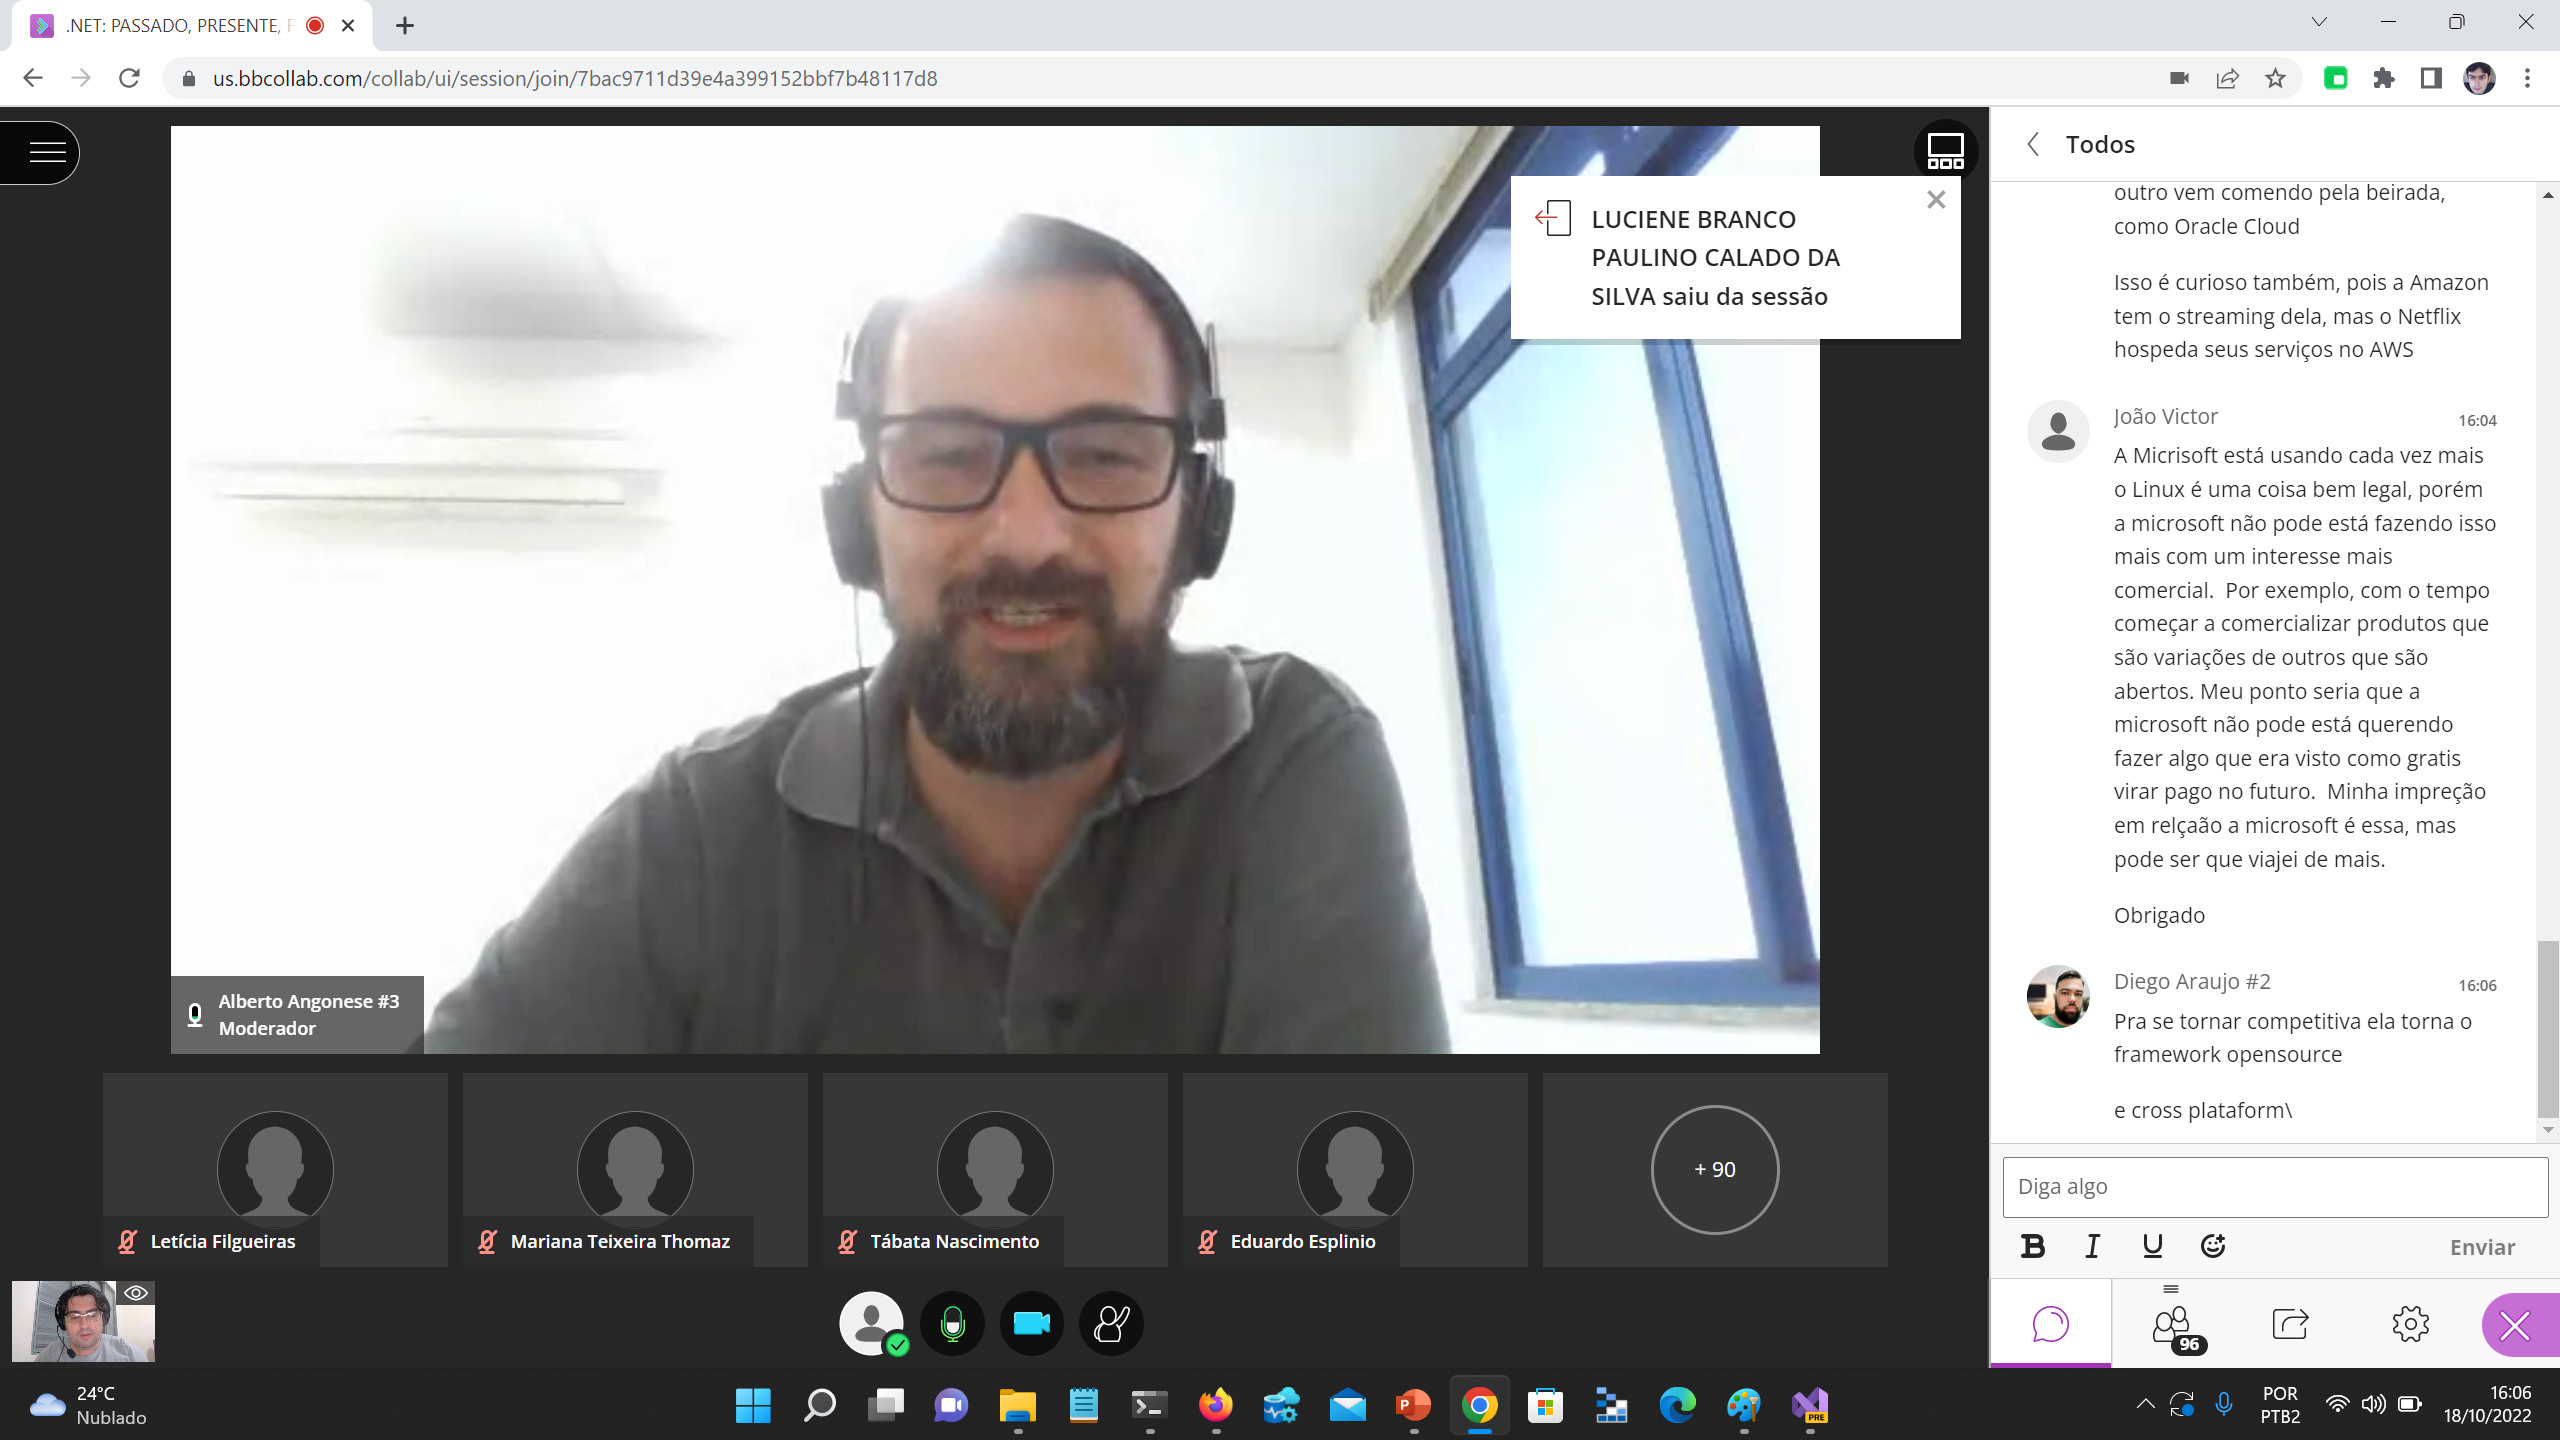 .NET: PASSADO, PRESENTE, F
us.bbcollab.com/collab/ui/session/join/7bac9711d39e4a399152bbf7b48117d8
LUCIENE BRANCO
PAULINO CALADO DA
SILVA saiu da sessão
Alberto Angonese #3
Moderador
Letícia Filgueiras
Mariana Teixeira Thomaz
Tábata Nascimento
Eduardo Esplinio
+ 90
Todos
outro vem comendo pela beirada,
como Oracle Cloud
Isso é curioso também, pois a Amazon
tem o streaming dela, mas o Netflix
hospeda seus serviços no AWS
João Victor 16:04
A Micrisoft está usando cada vez mais
o Linux é uma coisa bem legal, porém
a microsoft não pode está fazendo isso
mais com um interesse mais
comercial.  Por exemplo, com o tempo
começar a comercializar produtos que
são variações de outros que são
abertos. Meu ponto seria que a
microsoft não pode está querendo
fazer algo que era visto como gratis
virar pago no futuro.  Minha impreção
em relçaão a microsoft é essa, mas
pode ser que viajei de mais.
Obrigado
Diego Araujo #2 16:06
Pra se tornar competitiva ela torna o
framework opensource
e cross plataform\
Diga algo
B I U Enviar
96
24°C
Nublado
P
PRE
POR
PTB2
16:06
18/10/2022